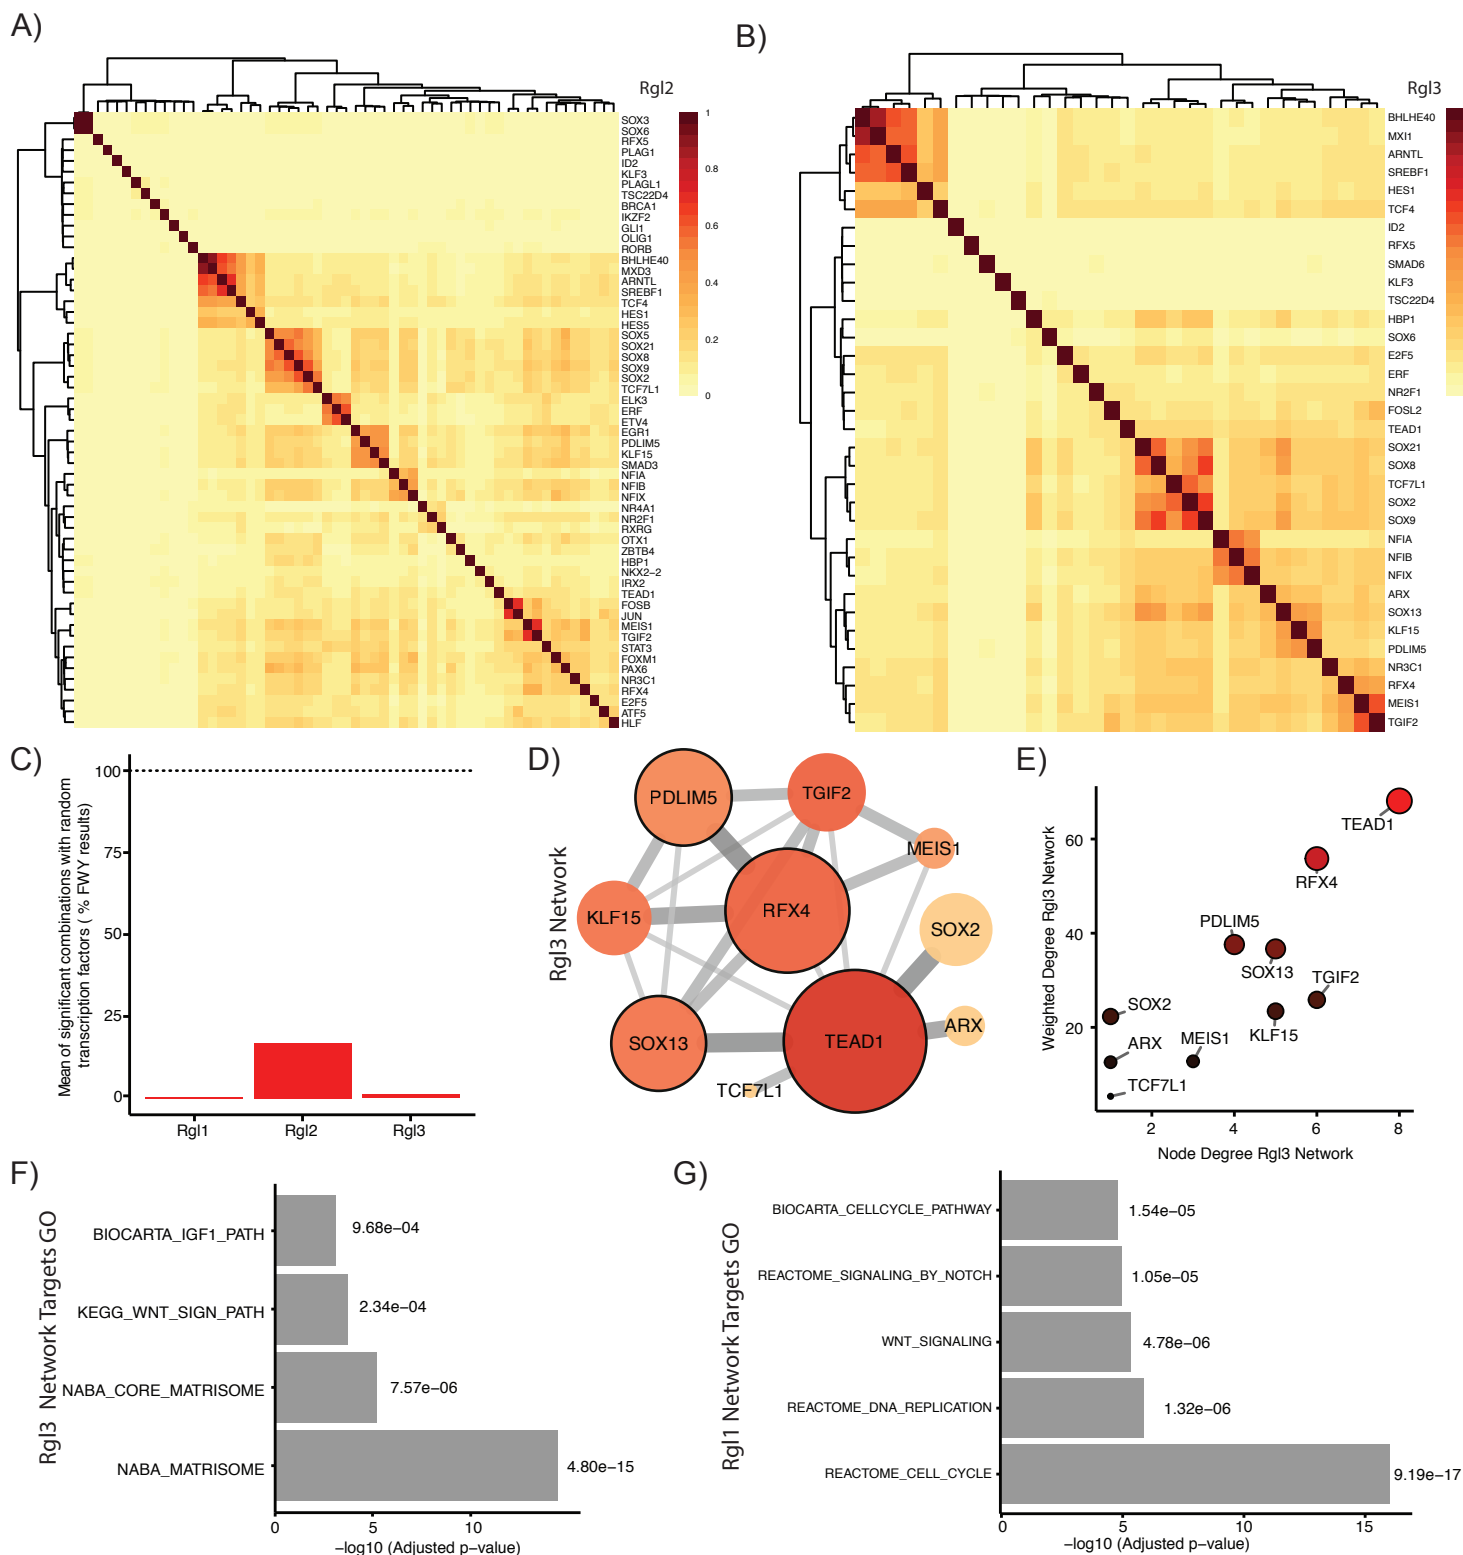 A)
Rgl2
SOX3
SOX6
RFX5
PLAG1
ID2
KLF3
PLAGL1
TSC22D4
BRCA1
IKZF2
GLI1
OLIG1
RORB
BHLHE40
MXD3
ARNTL
SREBF1
TCF4
HES1
HES5
SOX5
SOX21
SOX8
SOX9
SOX2
TCF7L1
ELK3
ERF
ETV4
EGR1
PDLIM5
KLF15
SMAD3
NFIA
NFIB
NFIX
NR4A1
NR2F1
RXRG
OTX1
ZBTB4
HBP1
NKX2−2
IRX2
TEAD1
FOSB
JUN
MEIS1
TGIF2
STAT3
FOXM1
PAX6
NR3C1
RFX4
E2F5
ATF5
HLF
1
0.8
0.6
0.4
0.2
0
B)
Rgl3
BHLHE40
MXI1
ARNTL
SREBF1
HES1
TCF4
ID2
RFX5
SMAD6
KLF3
TSC22D4
HBP1
SOX6
E2F5
ERF
NR2F1
FOSL2
TEAD1
SOX21
SOX8
TCF7L1
SOX2
SOX9
NFIA
NFIB
NFIX
ARX
SOX13
KLF15
PDLIM5
NR3C1
RFX4
MEIS1
TGIF2
C)
Mean of significant combinations with random
transcription factors ( % FWY results)
100
75
50
25
0
Rgl1
Rgl2
Rgl3
D)
Rgl3 Network
PDLIM5
TGIF2
MEIS1
KLF15
RFX4
SOX2
SOX13
TEAD1
ARX
TCF7L1
E)
Weighted Degree Rgl3 Network
60
40
20
TEAD1
RFX4
PDLIM5
SOX13
TGIF2
SOX2
KLF15
ARX
MEIS1
TCF7L1
2
4
6
8
Node Degree Rgl3 Network
F)
Rgl3 Network Targets GO
BIOCARTA_IGF1_PATH
9.68e−04
KEGG_WNT_SIGN_PATH
2.34e−04
NABA_CORE_MATRISOME
7.57e−06
NABA_MATRISOME
4.80e−15
0
5
10
−log10 (Adjusted p−value)
G)
Rgl1 Network Targets GO
BIOCARTA_CELLCYCLE_PATHWAY
1.54e−05
REACTOME_SIGNALING_BY_NOTCH
1.05e−05
WNT_SIGNALING
4.78e−06
REACTOME_DNA_REPLICATION
1.32e−06
REACTOME_CELL_CYCLE
9.19e−17
0
5
10
15
−log10 (Adjusted p−value)